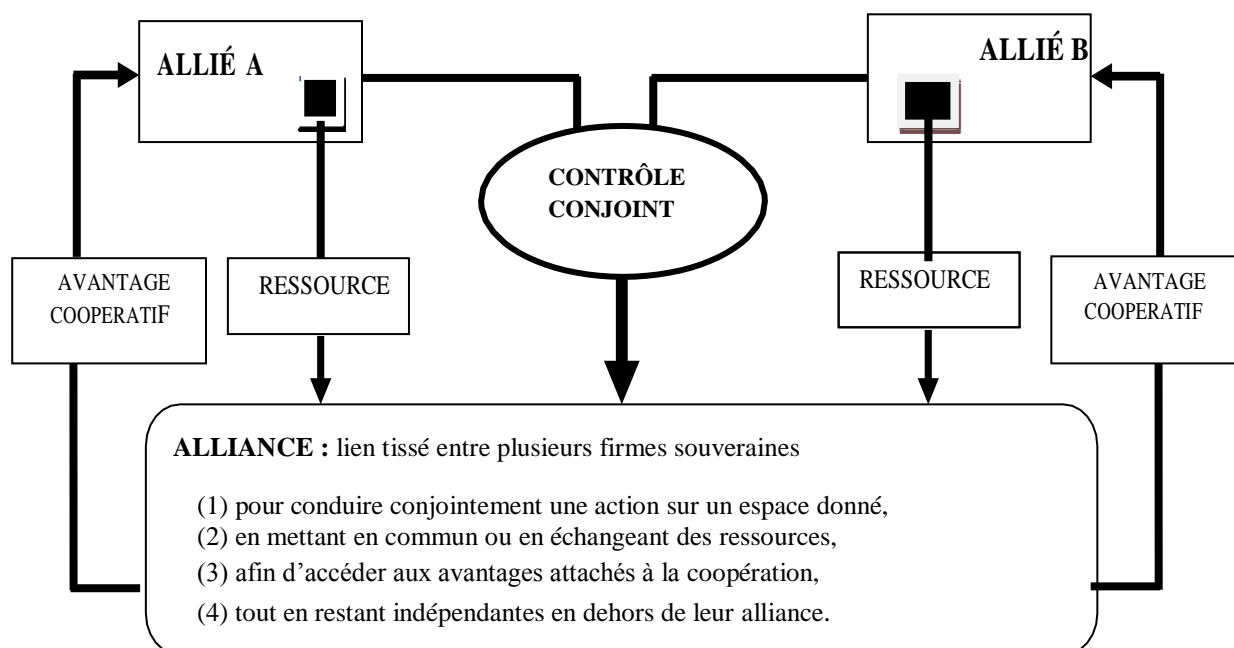 ALLIÉ A
ALLIÉ B
CONTRÔLE
CONJOINT
AVANTAGE
COOPERATIF
RESSOURCE
RESSOURCE
AVANTAGE
COOPERATIF
ALLIANCE : lien tissé entre plusieurs firmes souveraines
(1) pour conduire conjointement une action sur un espace donné,
(2) en mettant en commun ou en échangeant des ressources,
(3) afin d’accéder aux avantages attachés à la coopération,
(4) tout en restant indépendantes en dehors de leur alliance.